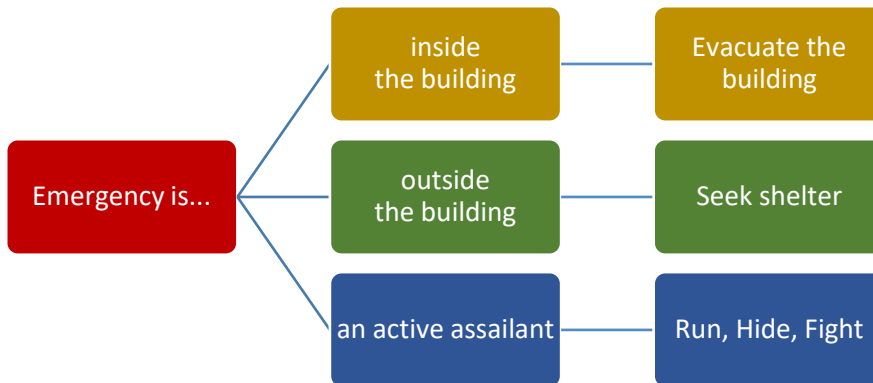 inside
the building
Evacuate the
building
Emergency is...
outside
the building
Seek shelter
an active assailant
Run, Hide, Fight